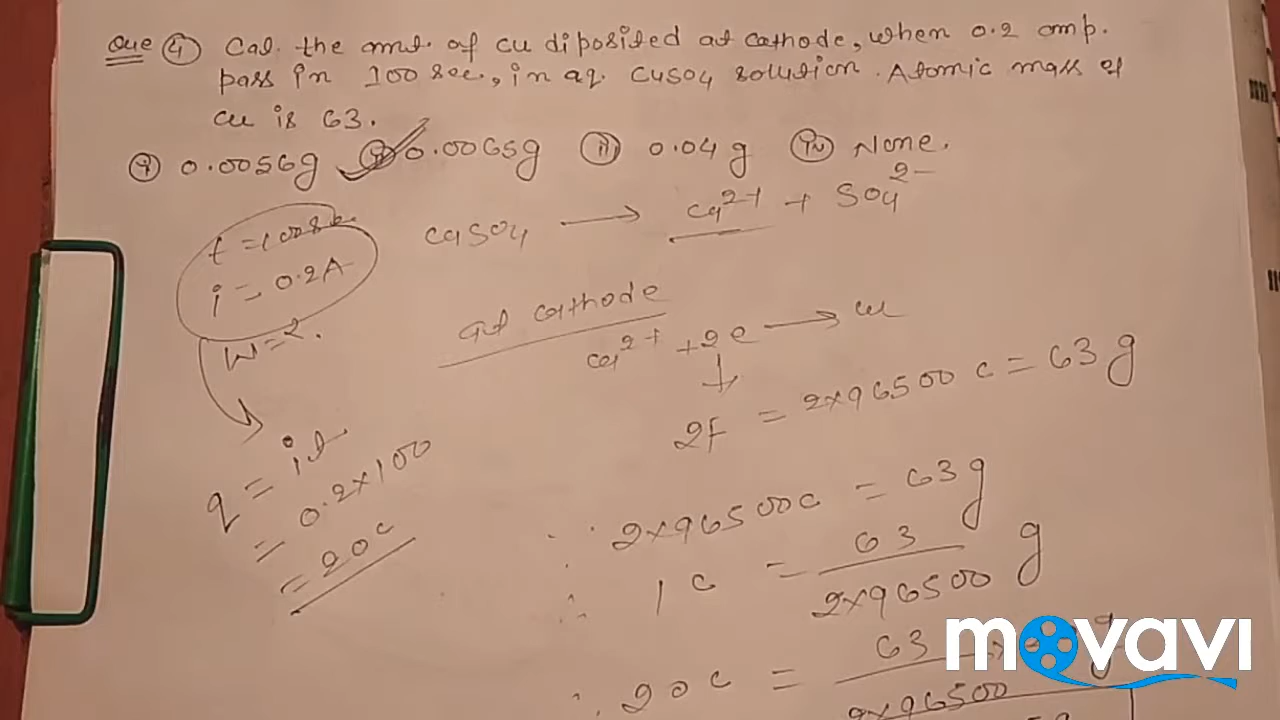 Que 4 Cal. the amt. of cu diposited at cathode, when 0.2 amp.
pass in 100 sec., in aq. CuSO4 solution. Atomic mass of
cu is 63.
i 0.0056g ii 0.0065g iii 0.04 g iv None.
t = 100 sec.
i = 0.2A
W = ?.
CuSO4 → Cu2+ + SO4 2-
at cathode
Cu2+ + 2e → cu
2F = 2×96500 c = 63 g
q = it
= 0.2×100
= 20c
∴ 2×96500c = 63g
∴ 1c = 63 / 2×96500 g
∴ 20c = 63 / 2×96500 g
movavi